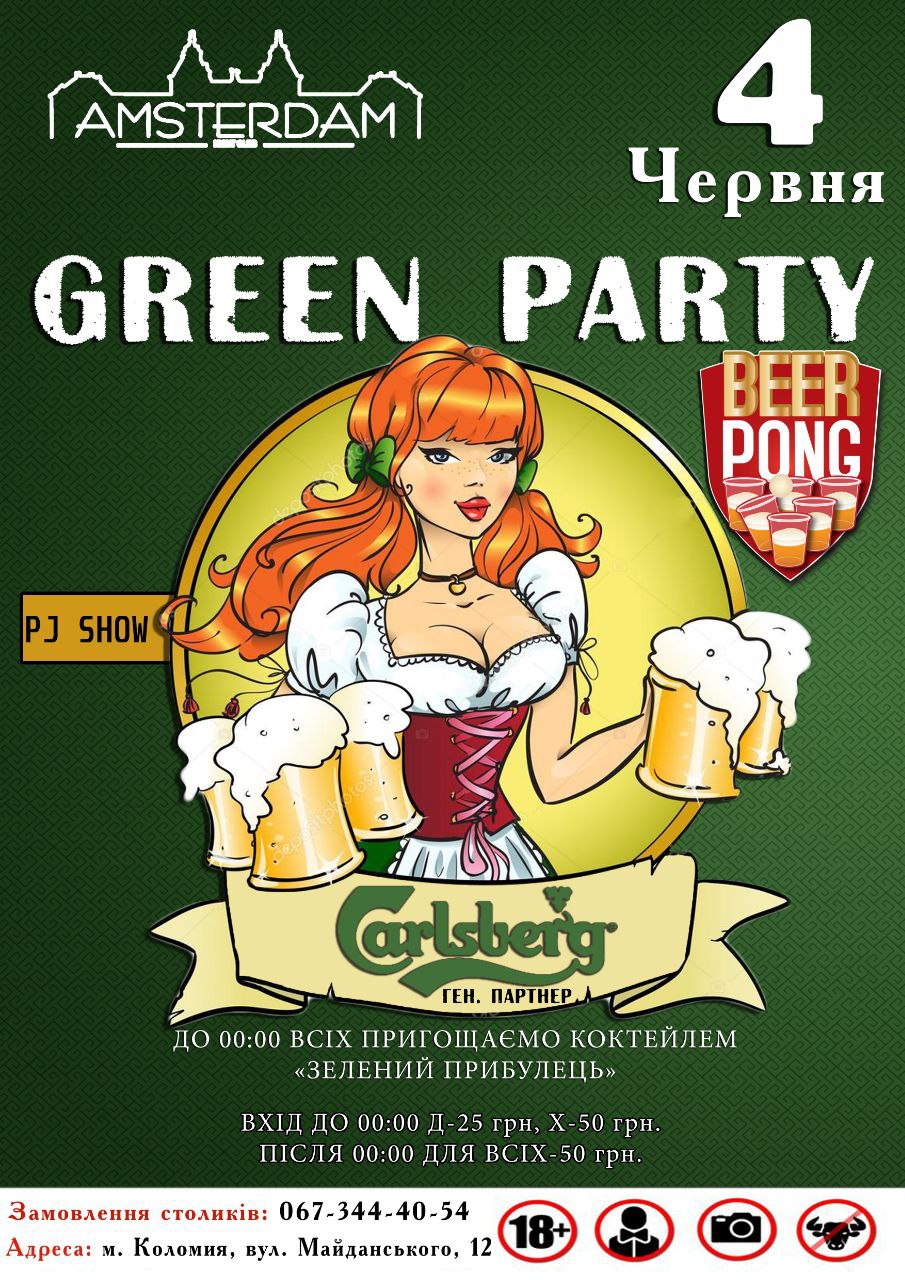 AMSTERDAM
4
Червня
GREEN PARTY
BEER
PONG
PJ SHOW
depositphotos
depositphotos
Carlsberg®
ГЕН. ПАРТНЕР
ДО 00:00 ВСІХ ПРИГОЩАЄМО КОКТЕЙЛЕМ
«ЗЕЛЕНИЙ ПРИБУЛЕЦЬ»
ВХІД ДО 00:00 Д-25 грн, Х-50 грн.
ПІСЛЯ 00:00 ДЛЯ ВСІХ-50 грн.
Замовлення столиків: 067-344-40-54
Адреса: м. Коломия, вул. Майданського, 12
18+